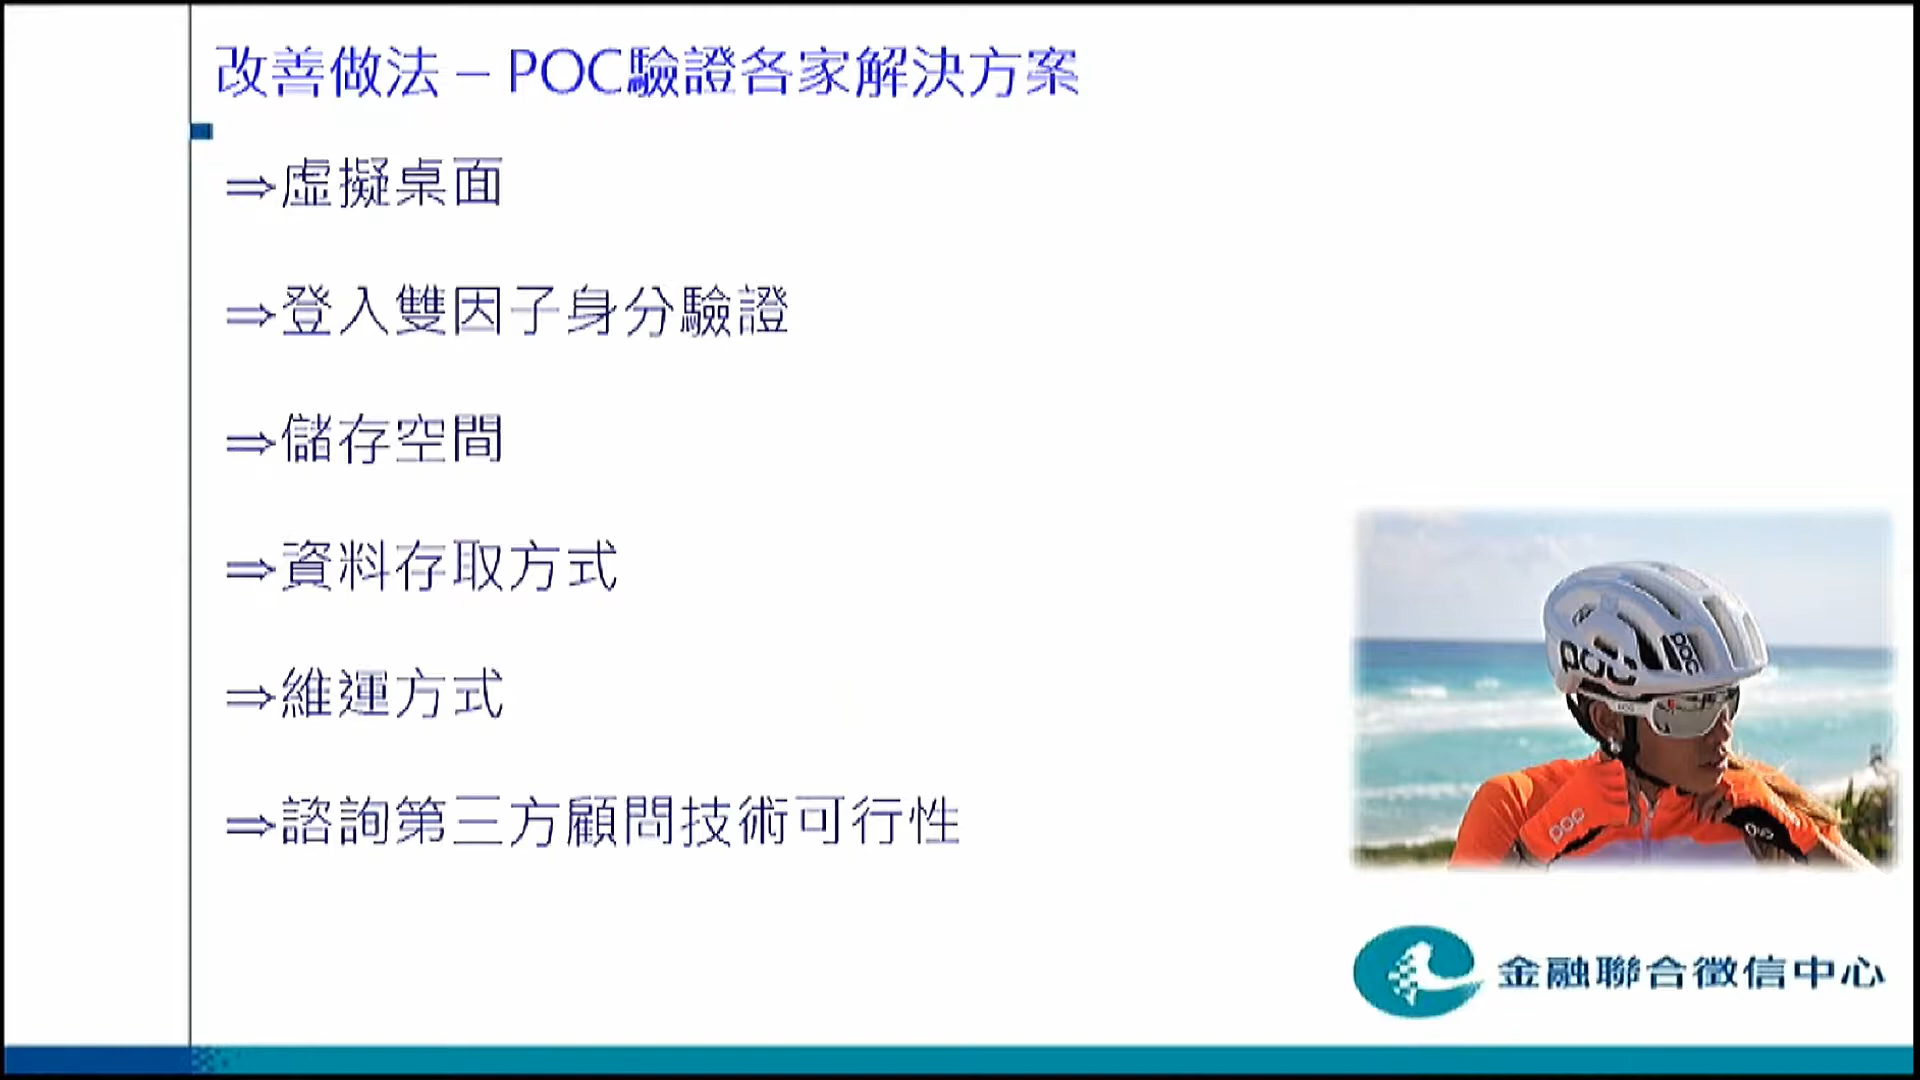 改善做法 – POC驗證各家解決方案
⇒虛擬桌面
⇒登入雙因子身分驗證
⇒儲存空間
⇒資料存取方式
⇒維運方式
⇒諮詢第三方顧問技術可行性
POC
POC
POC
金融聯合徵信中心